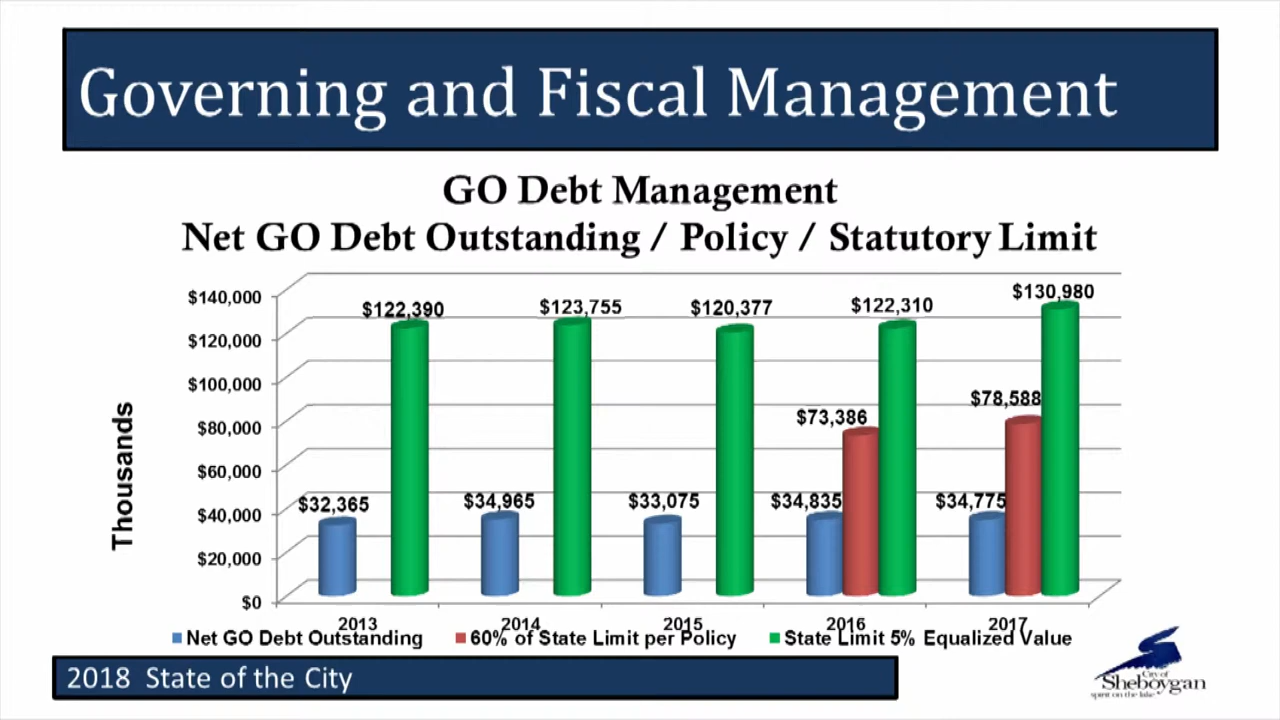 Governing and Fiscal Management
GO Debt Management
Net GO Debt Outstanding / Policy / Statutory Limit
Thousands
$140,000
$120,000
$100,000
$80,000
$60,000
$40,000
$20,000
$0
$32,365
$122,390
$34,965
$123,755
$33,075
$120,377
$34,835
$73,386
$122,310
$34,775
$78,588
$130,980
2013 2014 2015 2016 2017
Net GO Debt Outstanding 60% of State Limit per Policy State Limit 5% Equalized Value
2018 State of the City
City of
Sheboygan
spirit on the lake